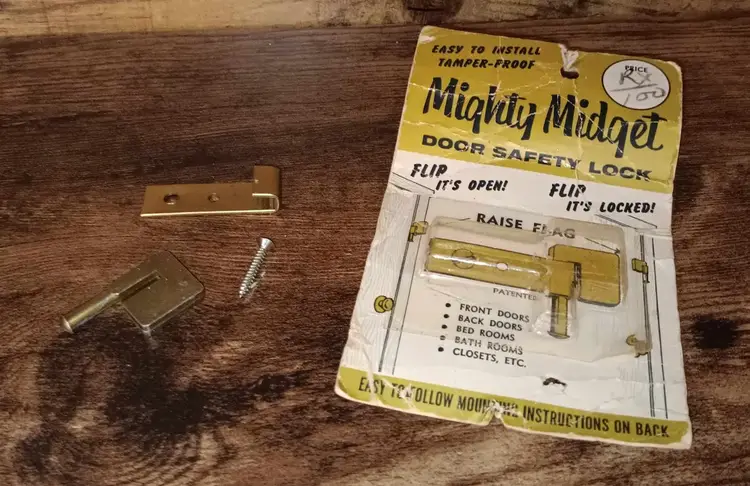 EASY TO INSTALL
TAMPER-PROOF
PRICE
Mighty Midget
DOOR SAFETY LOCK
FLIP
IT'S OPEN!
FLIP
IT'S LOCKED!
RAISE FLAG
PATENTED
• FRONT DOORS
• BACK DOORS
• BED ROOMS
• BATH ROOMS
• CLOSETS, ETC.
EASY TO FOLLOW MOUNTING INSTRUCTIONS ON BACK